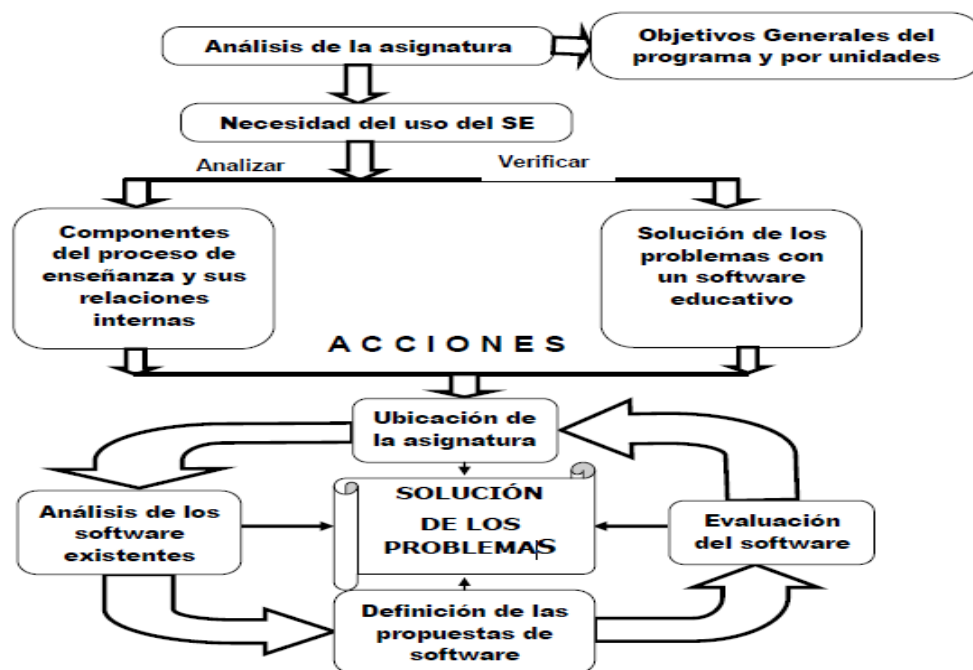 Análisis de la asignatura
Objetivos Generales del
programa y por unidades
Necesidad del uso del SE
Analizar
Verificar
Componentes
del proceso de
enseñanza y sus
relaciones
internas
Solución de los
problemas con
un software
educativo
ACCIONES
Ubicación de
la asignatura
Análisis de los
software
existentes
SOLUCIÓN
DE LOS
PROBLEMAS
Evaluación
del software
Definición de las
propuestas de
software